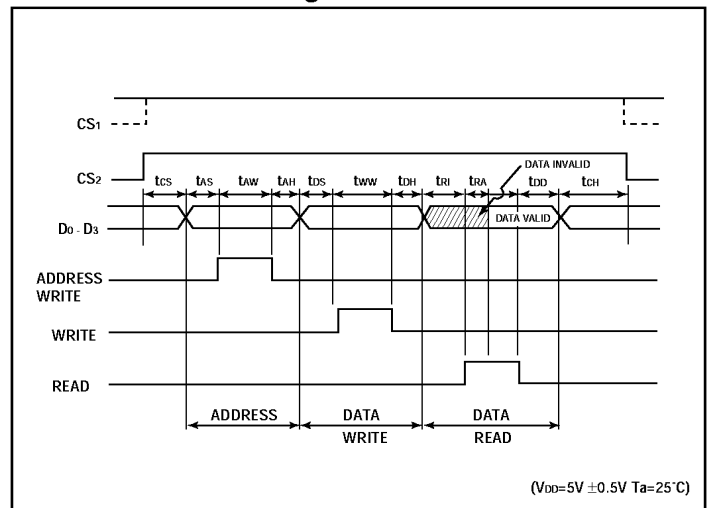 CS1
CS2
tCS tAS tAW tAH tDS tWW tDH tRI tRA tDD tCH
DATA INVALID
D0 - D3
DATA VALID
ADDRESS
WRITE
WRITE
READ
ADDRESS
DATA
WRITE
DATA
READ
(VDD=5V ±0.5V Ta=25°C)